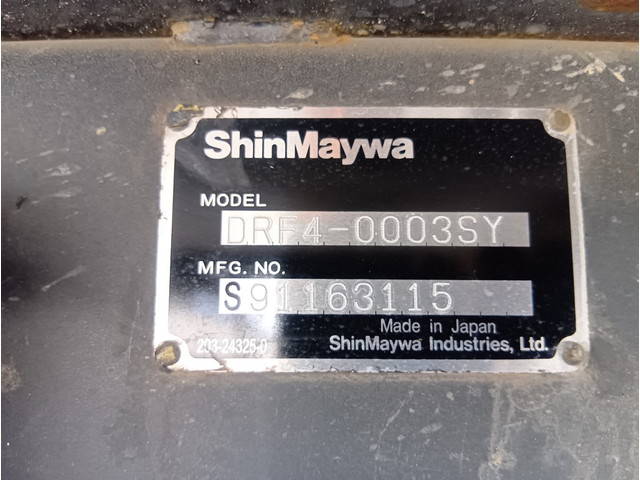 ShinMaywa
MODEL
DRF4-0003SY
MFG. NO.
S91163115
Made in Japan
203-24325-0
ShinMaywa Industries, Ltd.